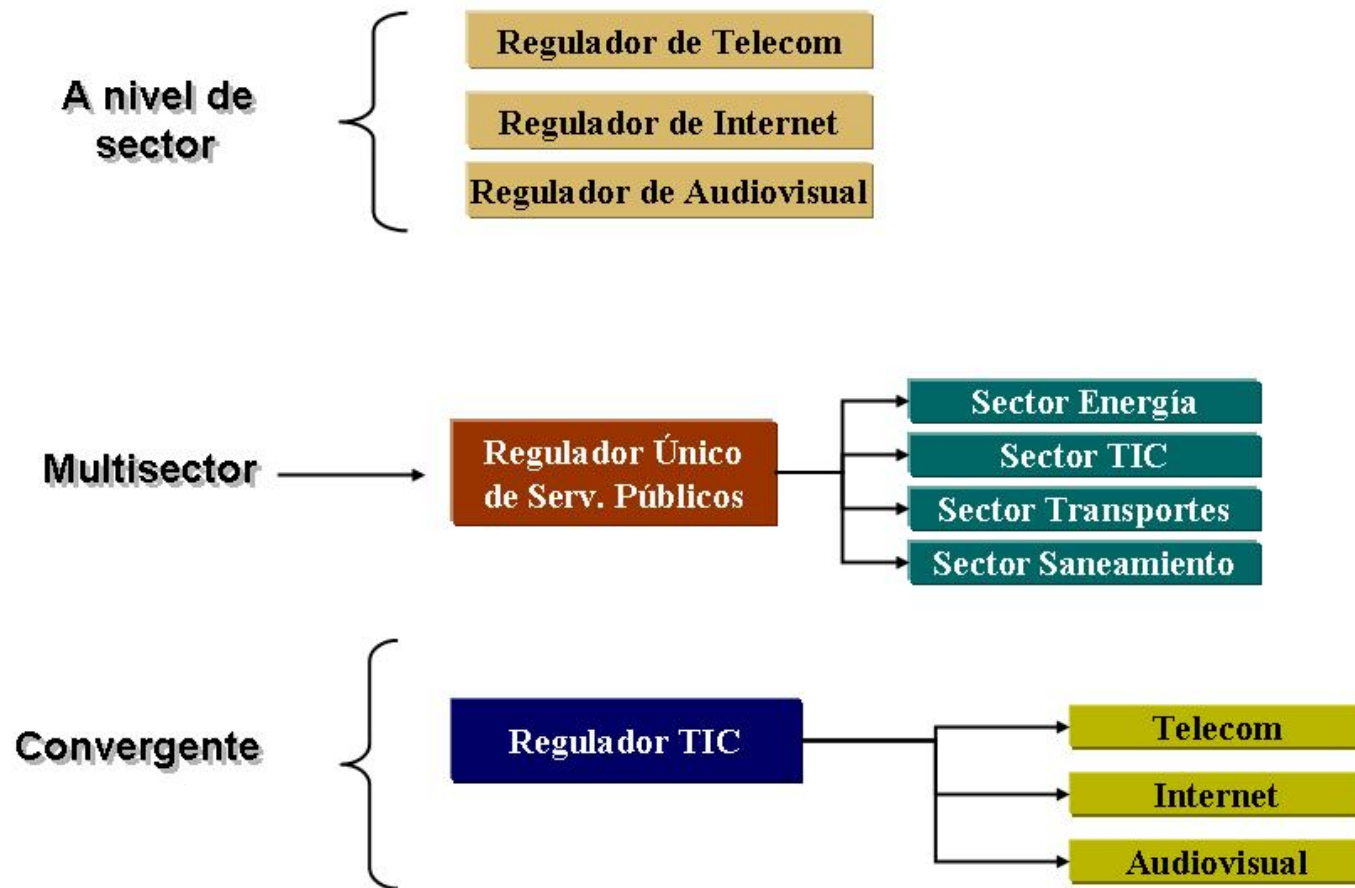 A nivel de
sector
Regulador de Telecom
Regulador de Internet
Regulador de Audiovisual
Multisector
Regulador Único
de Serv. Públicos
Sector Energía
Sector TIC
Sector Transportes
Sector Saneamiento
Convergente
Regulador TIC
Telecom
Internet
Audiovisual